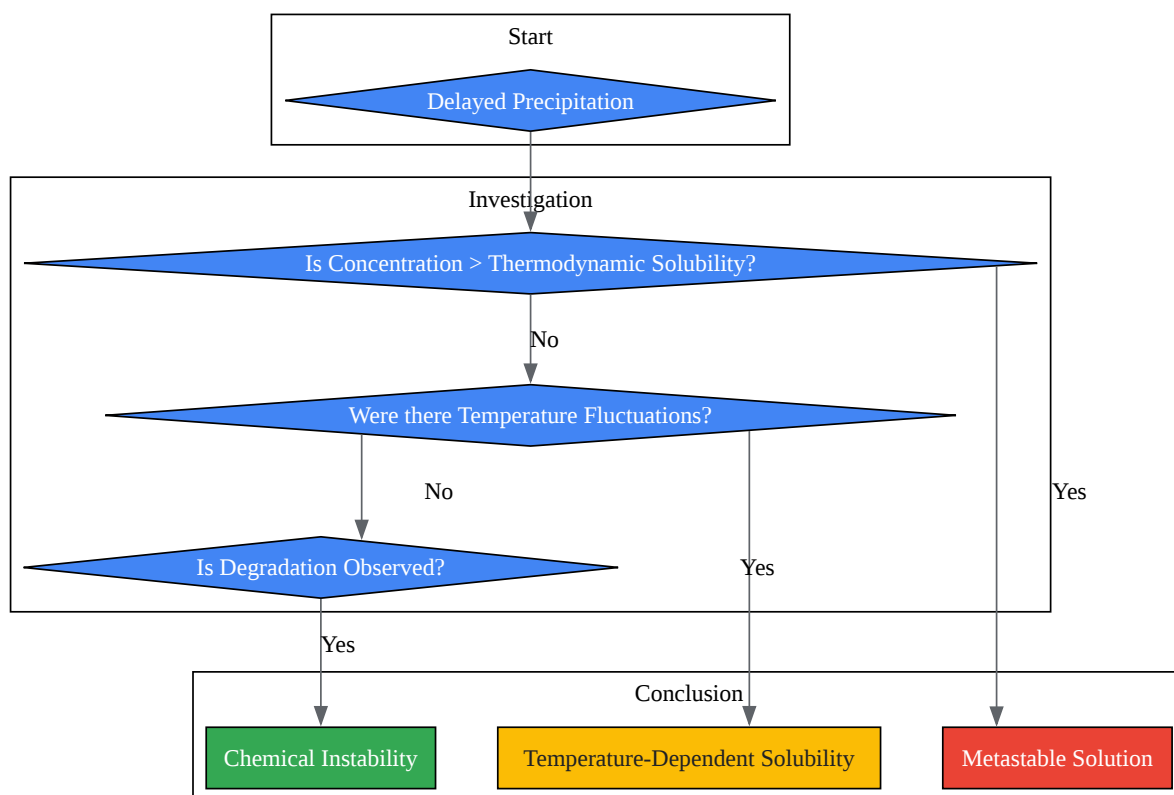 Start
Delayed Precipitation
Investigation
Is Concentration > Thermodynamic Solubility?
No
Were there Temperature Fluctuations?
No
Yes
Is Degradation Observed?
Yes
Yes
Conclusion
Chemical Instability
Temperature-Dependent Solubility
Metastable Solution